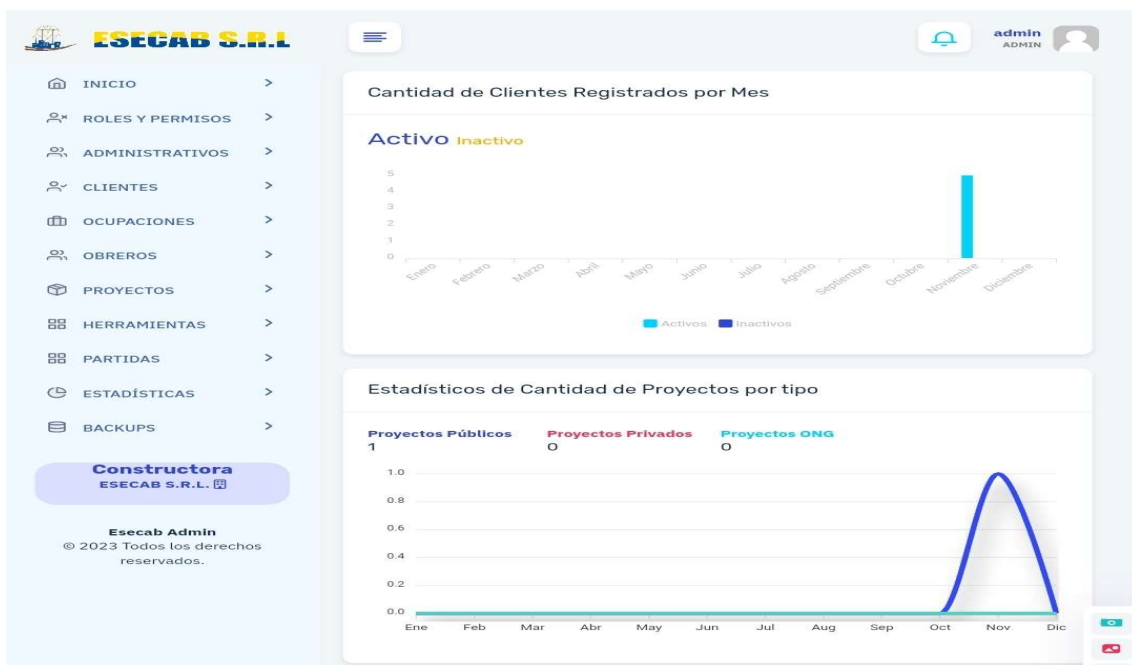 ESECAB S.R.L
admin
ADMIN
INICIO
ROLES Y PERMISOS
ADMINISTRATIVOS
CLIENTES
OCUPACIONES
OBREROS
PROYECTOS
HERRAMIENTAS
PARTIDAS
ESTADÍSTICAS
BACKUPS
Constructora
ESECAB S.R.L.
Esecab Admin
© 2023 Todos los derechos
reservados.
Cantidad de Clientes Registrados por Mes
Activo Inactivo
5
4
3
2
1
0
Enero Febrero Marzo Abril Mayo Junio Julio Agosto Septiembre Octubre Noviembre Diciembre
Activos Inactivos
Estadísticos de Cantidad de Proyectos por tipo
Proyectos Públicos Proyectos Privados Proyectos ONG
1 0 0
1.0
0.8
0.6
0.4
0.2
0.0
Ene Feb Mar Abr May Jun Jul Aug Sep Oct Nov Dic